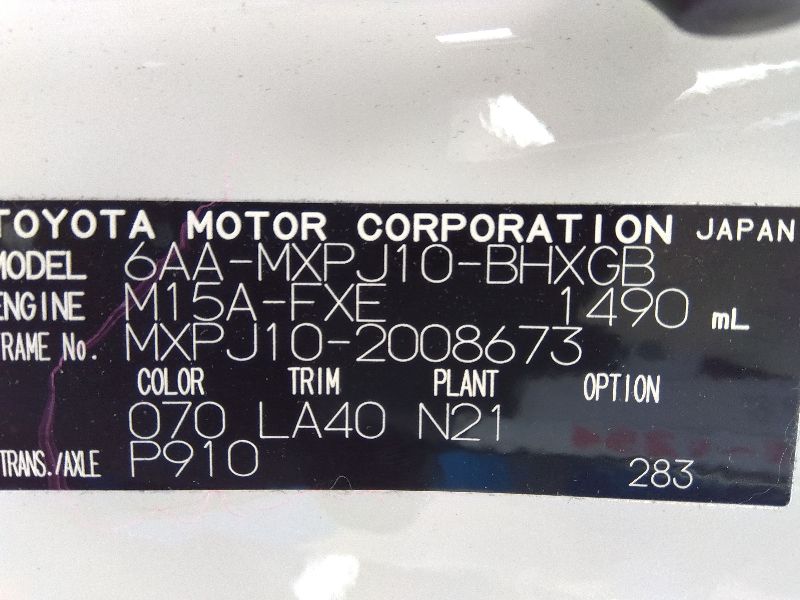 TOYOTA MOTOR CORPORATION JAPAN
MODEL 6AA-MXPJ10-BHXGB
ENGINE M15A-FXE 1490 mL
FRAME No. MXPJ10-2008673
COLOR TRIM PLANT OPTION
070 LA40 N21
TRANS./AXLE P910 283